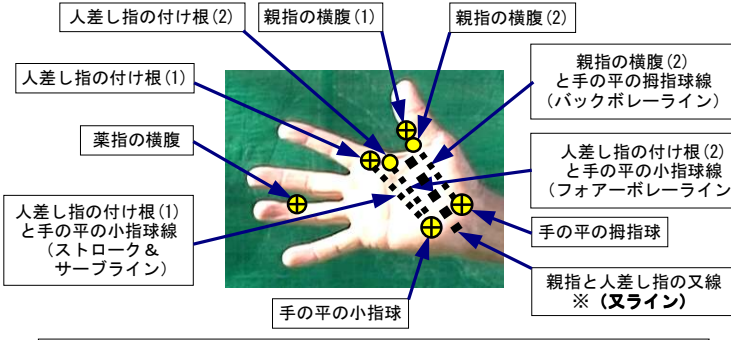 人差し指の付け根(2)
親指の横腹(1)
親指の横腹(2)
人差し指の付け根(1)
親指の横腹(2)
と手の平の拇指球線
(バックボレーライン)
薬指の横腹
人差し指の付け根(2)
と手の平の小指球線
(フォアーボレーライン)
人差し指の付け根(1)
と手の平の小指球線
(ストローク&
サーブライン)
手の平の拇指球
親指と人差し指の又線
※(又ライン)
手の平の小指球